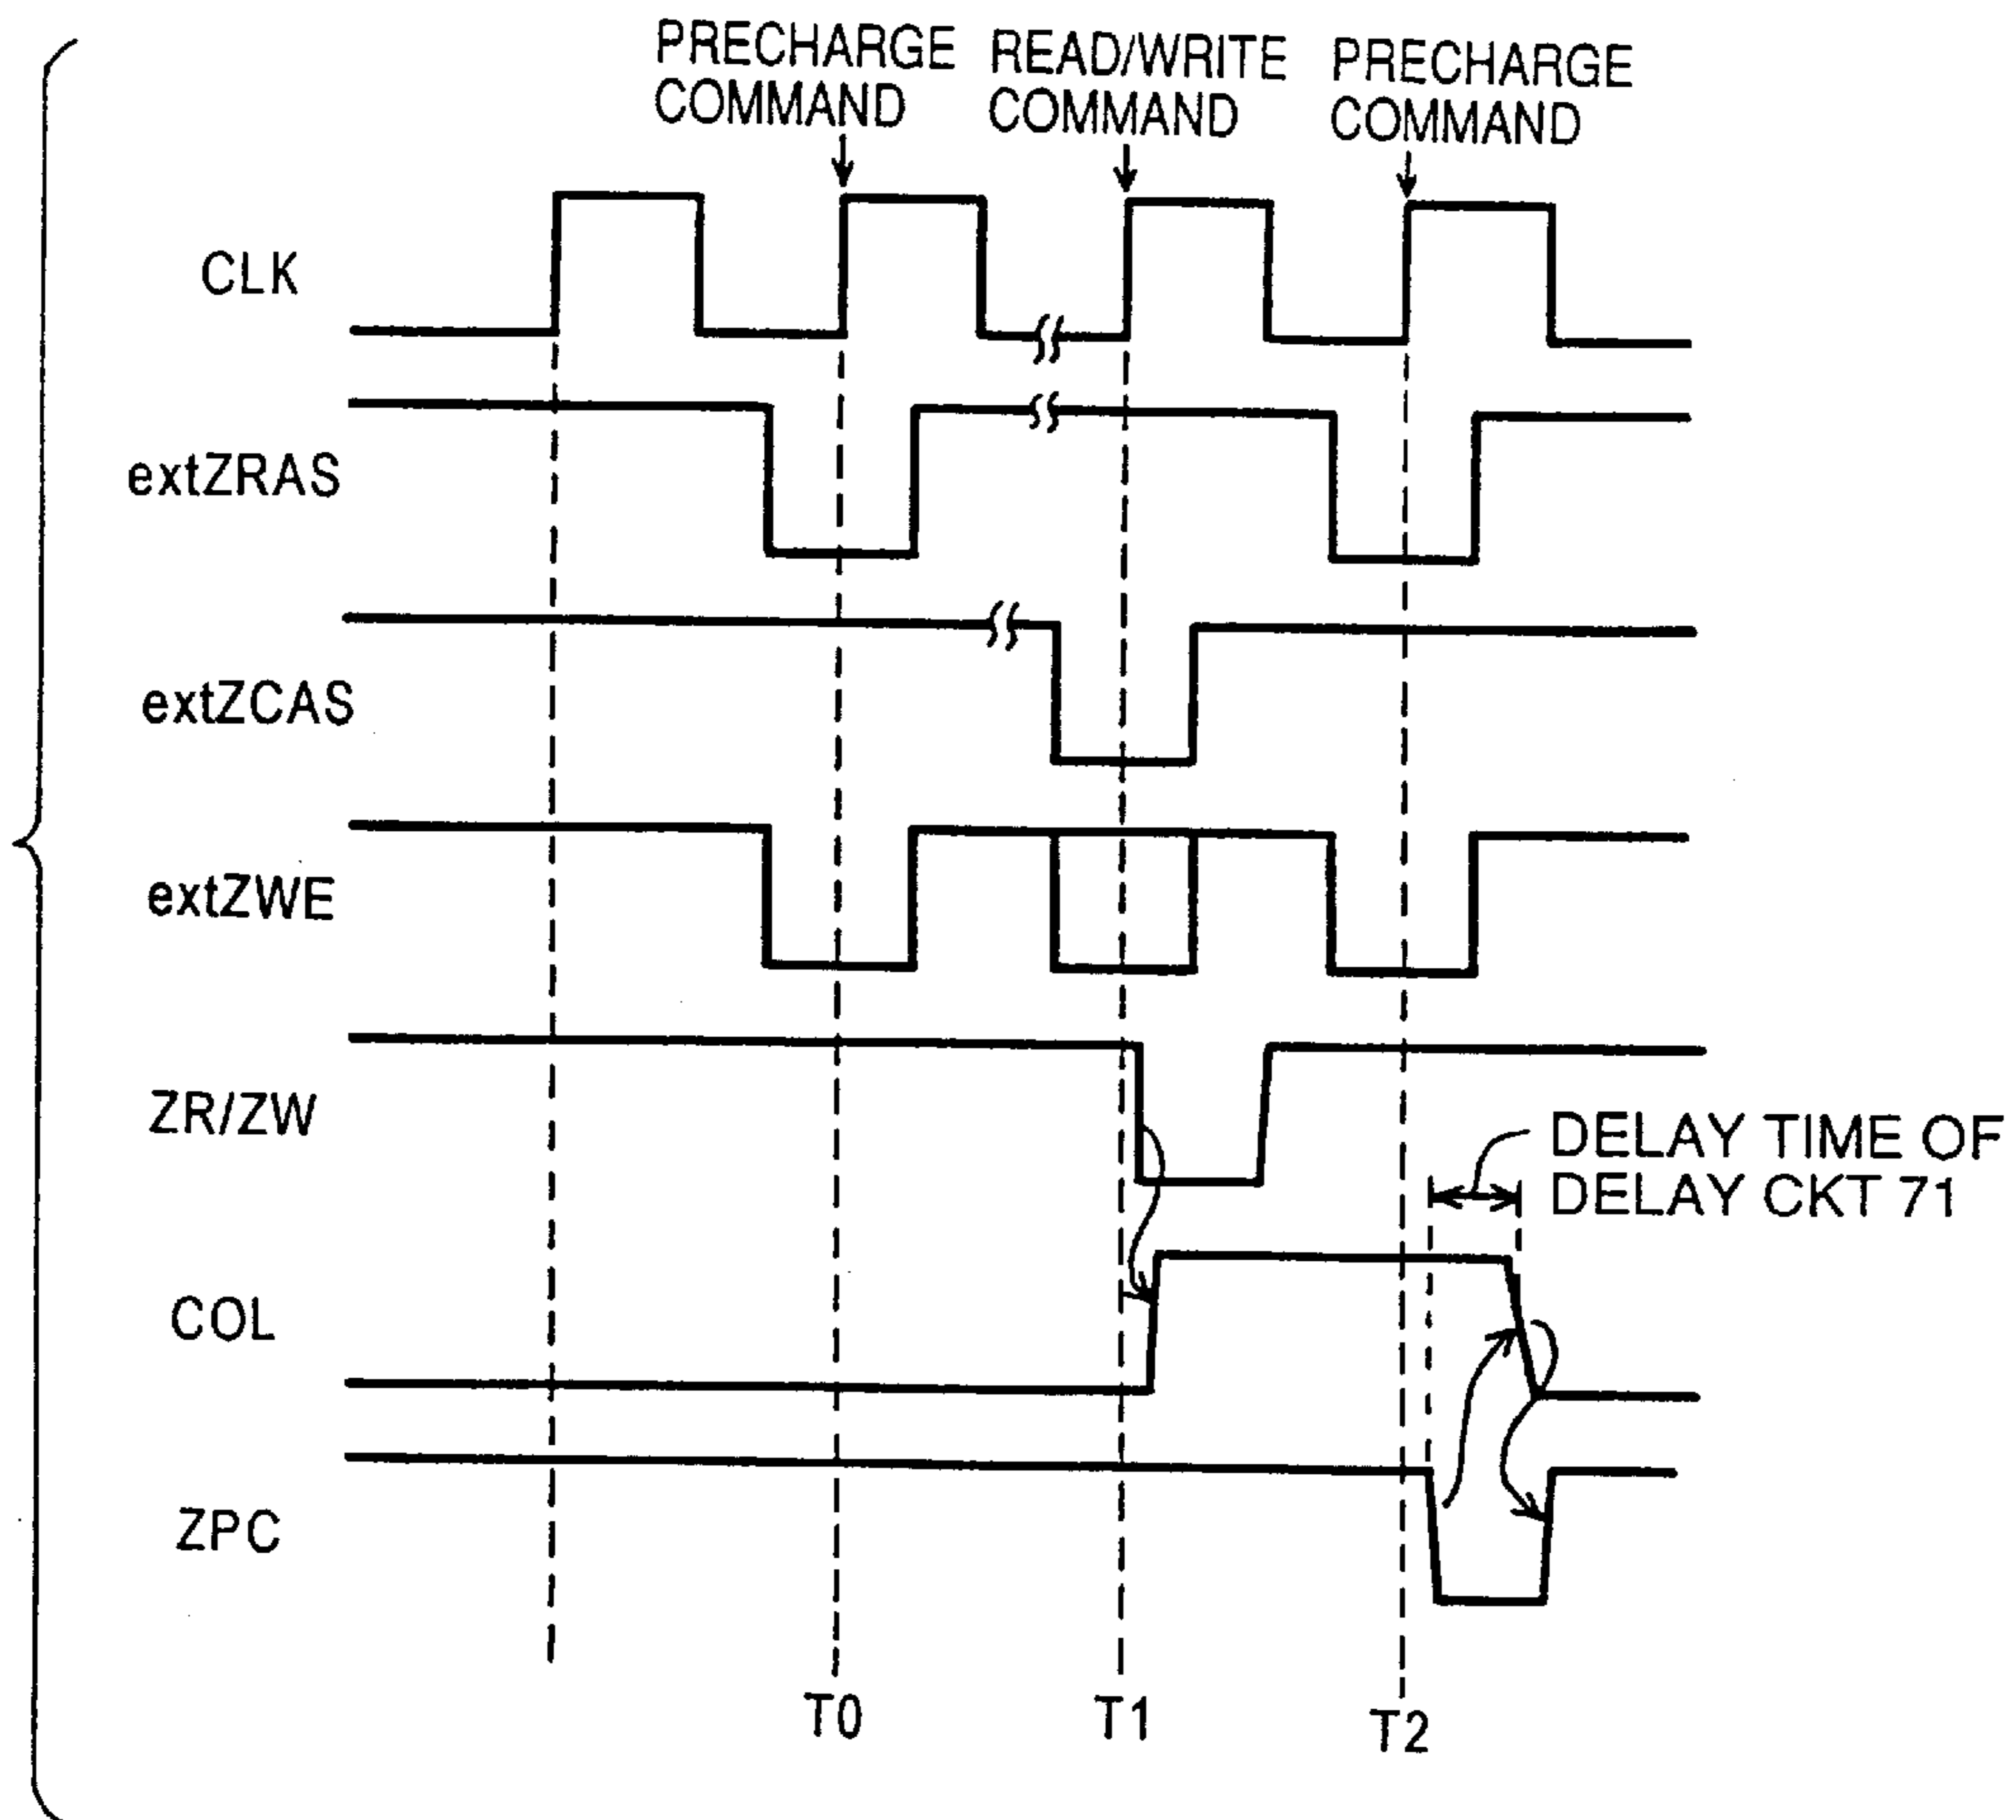 PRECHARGE COMMAND
READ/WRITE COMMAND
PRECHARGE COMMAND
CLK
extZRAS
extZCAS
extZWE
ZR/ZW
DELAY TIME OF
DELAY CKT 71
COL
ZPC
T0
T1
T2